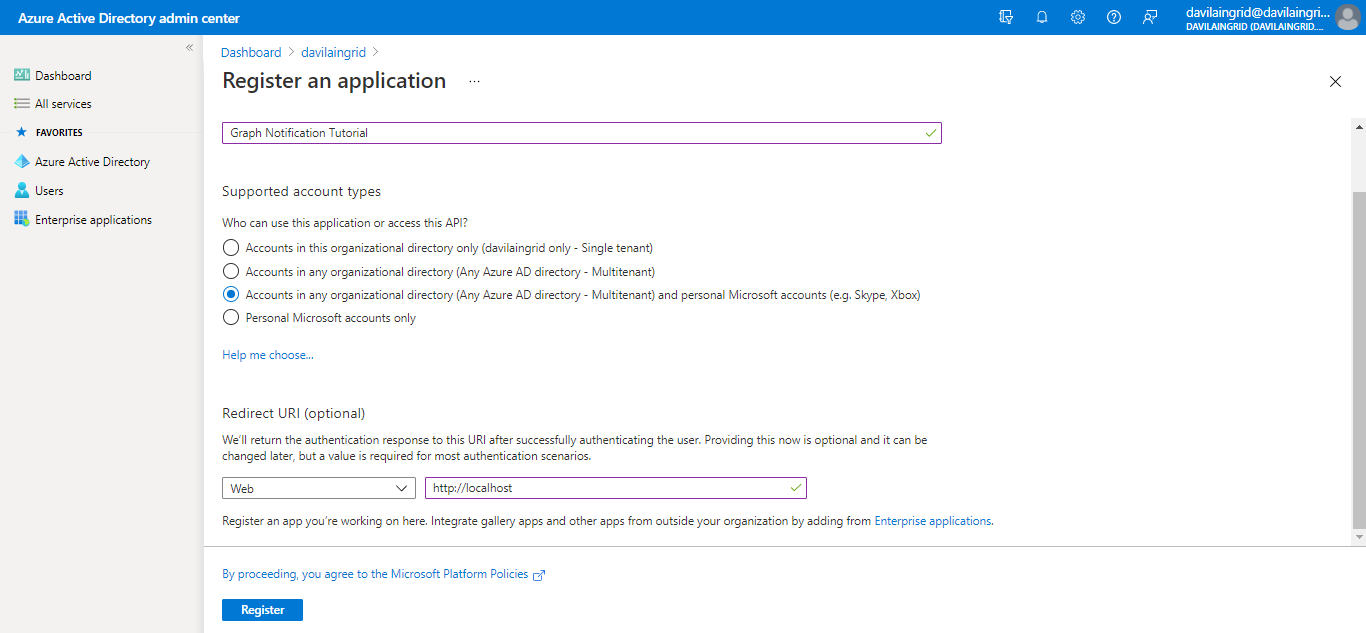 Azure Active Directory admin center
davilaingrid@davilaingri...
DAVILAINGRID (DAVILAINGRID....
Dashboard
All services
FAVORITES
Azure Active Directory
Users
Enterprise applications
Dashboard > davilaingrid >
Register an application ...
Graph Notification Tutorial
Supported account types
Who can use this application or access this API?
Accounts in this organizational directory only (davilaingrid only - Single tenant)
Accounts in any organizational directory (Any Azure AD directory - Multitenant)
Accounts in any organizational directory (Any Azure AD directory - Multitenant) and personal Microsoft accounts (e.g. Skype, Xbox)
Personal Microsoft accounts only
Help me choose...
Redirect URI (optional)
We'll return the authentication response to this URI after successfully authenticating the user. Providing this now is optional and it can be
changed later, but a value is required for most authentication scenarios.
Web
http://localhost
Register an app you're working on here. Integrate gallery apps and other apps from outside your organization by adding from Enterprise applications.
By proceeding, you agree to the Microsoft Platform Policies
Register